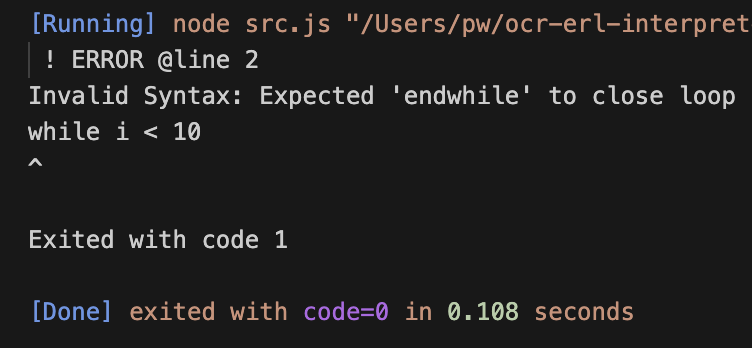 [Running] node src.js "/Users/pw/ocr-erl-interpret
! ERROR @line 2
Invalid Syntax: Expected 'endwhile' to close loop
while i < 10
^
Exited with code 1
[Done] exited with code=0 in 0.108 seconds